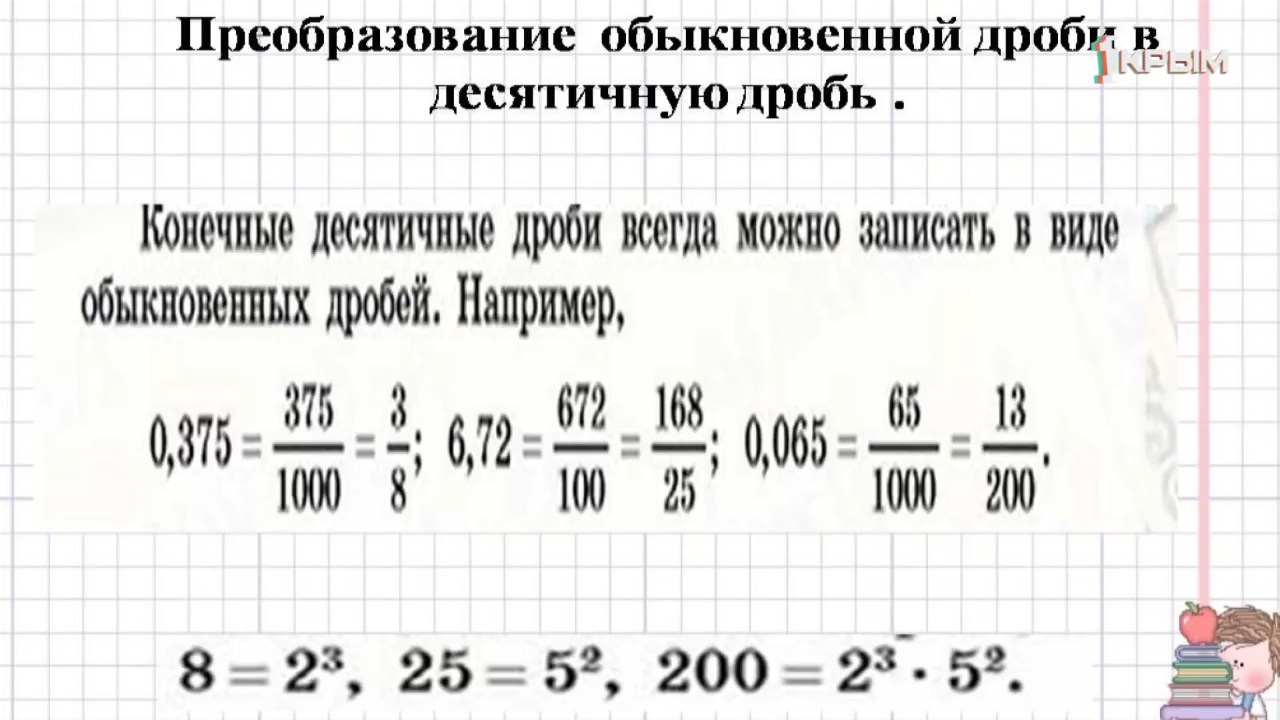 Преобразование обыкновенной дроби в
десятичную дробь .
КРЫМ
Конечные десятичные дроби всегда можно записать в виде
обыкновенных дробей. Например,
0,375 = 375/1000 = 3/8; 6,72 = 672/100 = 168/25; 0,065 = 65/1000 = 13/200.
8 = 2³, 25 = 5², 200 = 2³ · 5².